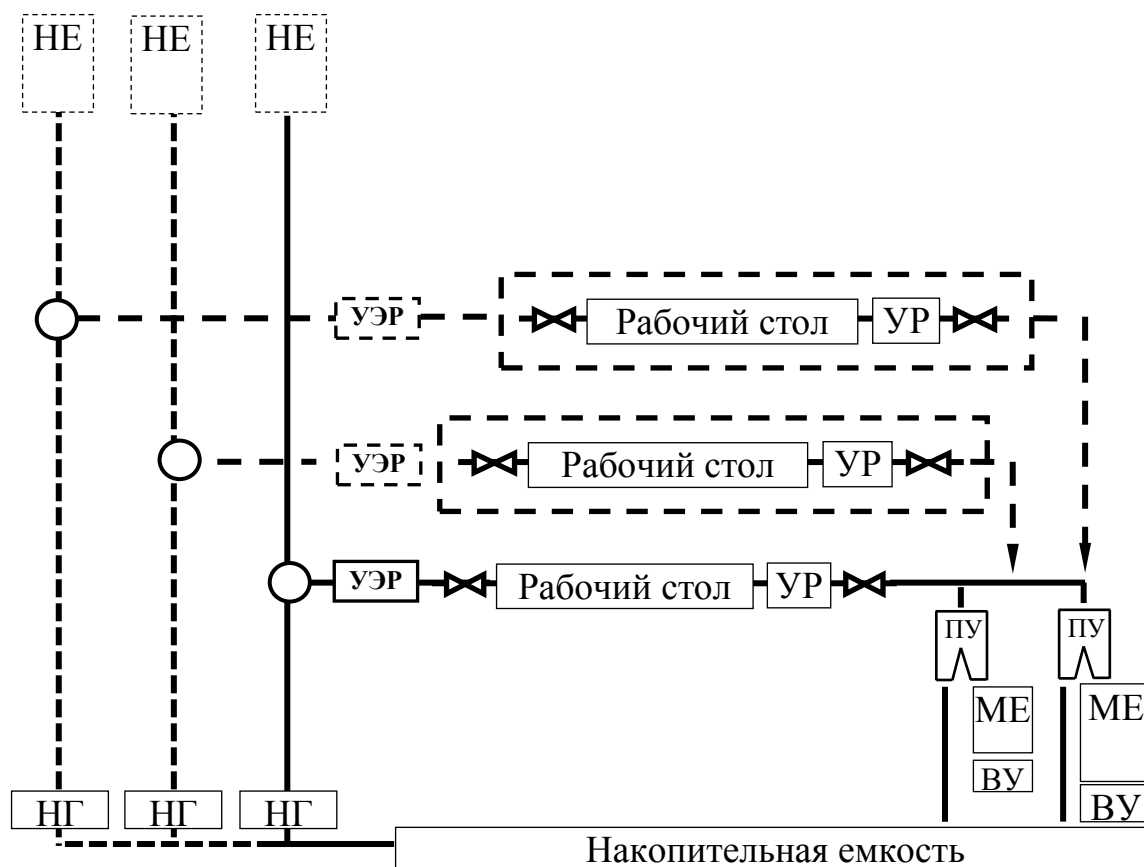 НЕ НЕ НЕ
УЭР Рабочий стол УР
УЭР Рабочий стол УР
УЭР Рабочий стол УР
ПУ ПУ
МЕ МЕ
ВУ ВУ
НГ НГ НГ
Накопительная емкость